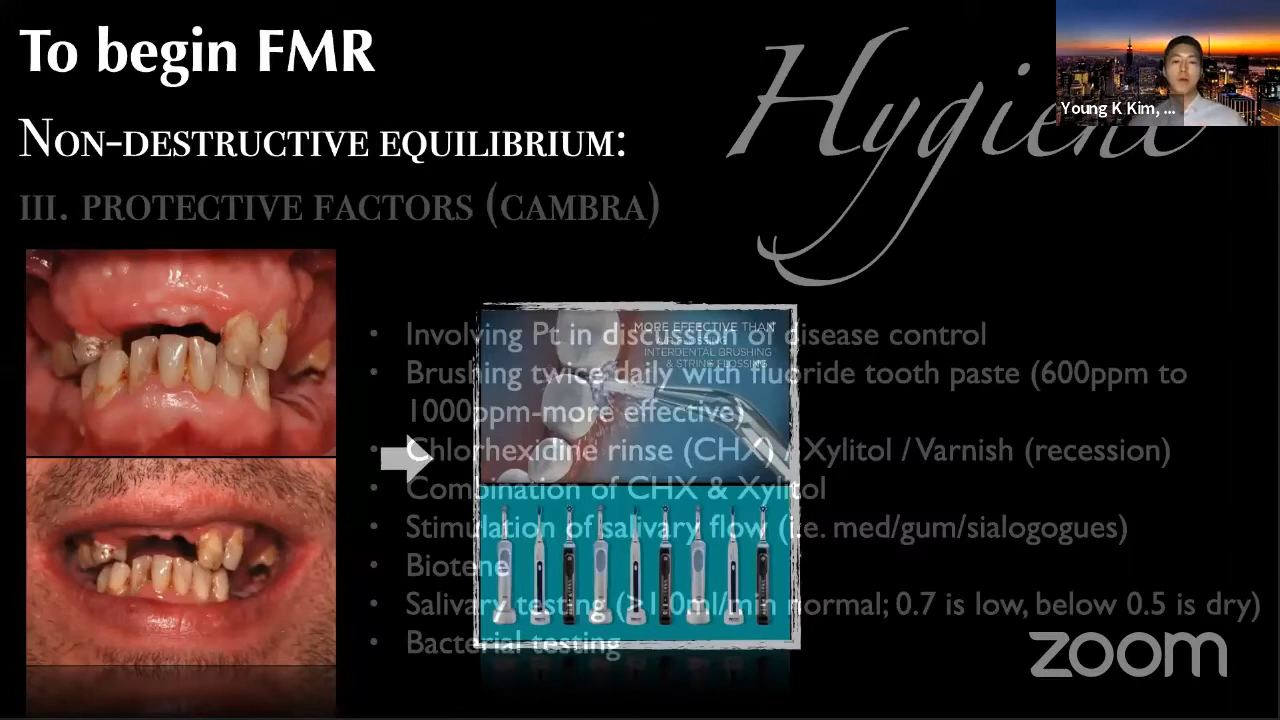 To begin FMR
Hygiene
Young K Kim, ...
Non-destructive equilibrium:
iii. protective factors (cambra)
MORE EFFECTIVE THAN
INTERDENTAL BRUSHING
& STRING FLOSSING
• Involving Pt in discussion of disease control
• Brushing twice daily with fluoride tooth paste (600ppm to
1000ppm-more effective)
• Chlorhexidine rinse (CHX) / Xylitol / Varnish (recession)
• Combination of CHX & Xylitol
• Stimulation of salivary flow (i.e. med/gum/sialogogues)
• Biotene
• Salivary testing (≥1.0ml/min normal; 0.7 is low, below 0.5 is dry)
• Bacterial testing
zoom